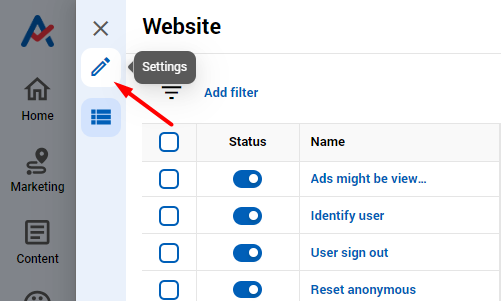 Website
Settings
Add filter
Home
Marketing
Content
Status Name
Ads might be view...
Identify user
User sign out
Reset anonymous